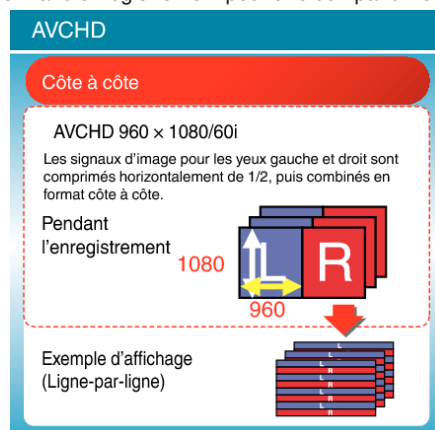 AVCHD
Côte à côte
AVCHD 960 × 1080/60i
Les signaux d'image pour les yeux gauche et droit sont
comprimés horizontalement de 1/2, puis combinés en
format côte à côte.
Pendant
l'enregistrement
1080
L R
960
Exemple d'affichage
(Ligne-par-ligne)
L
R
L
R
L
R
L
R